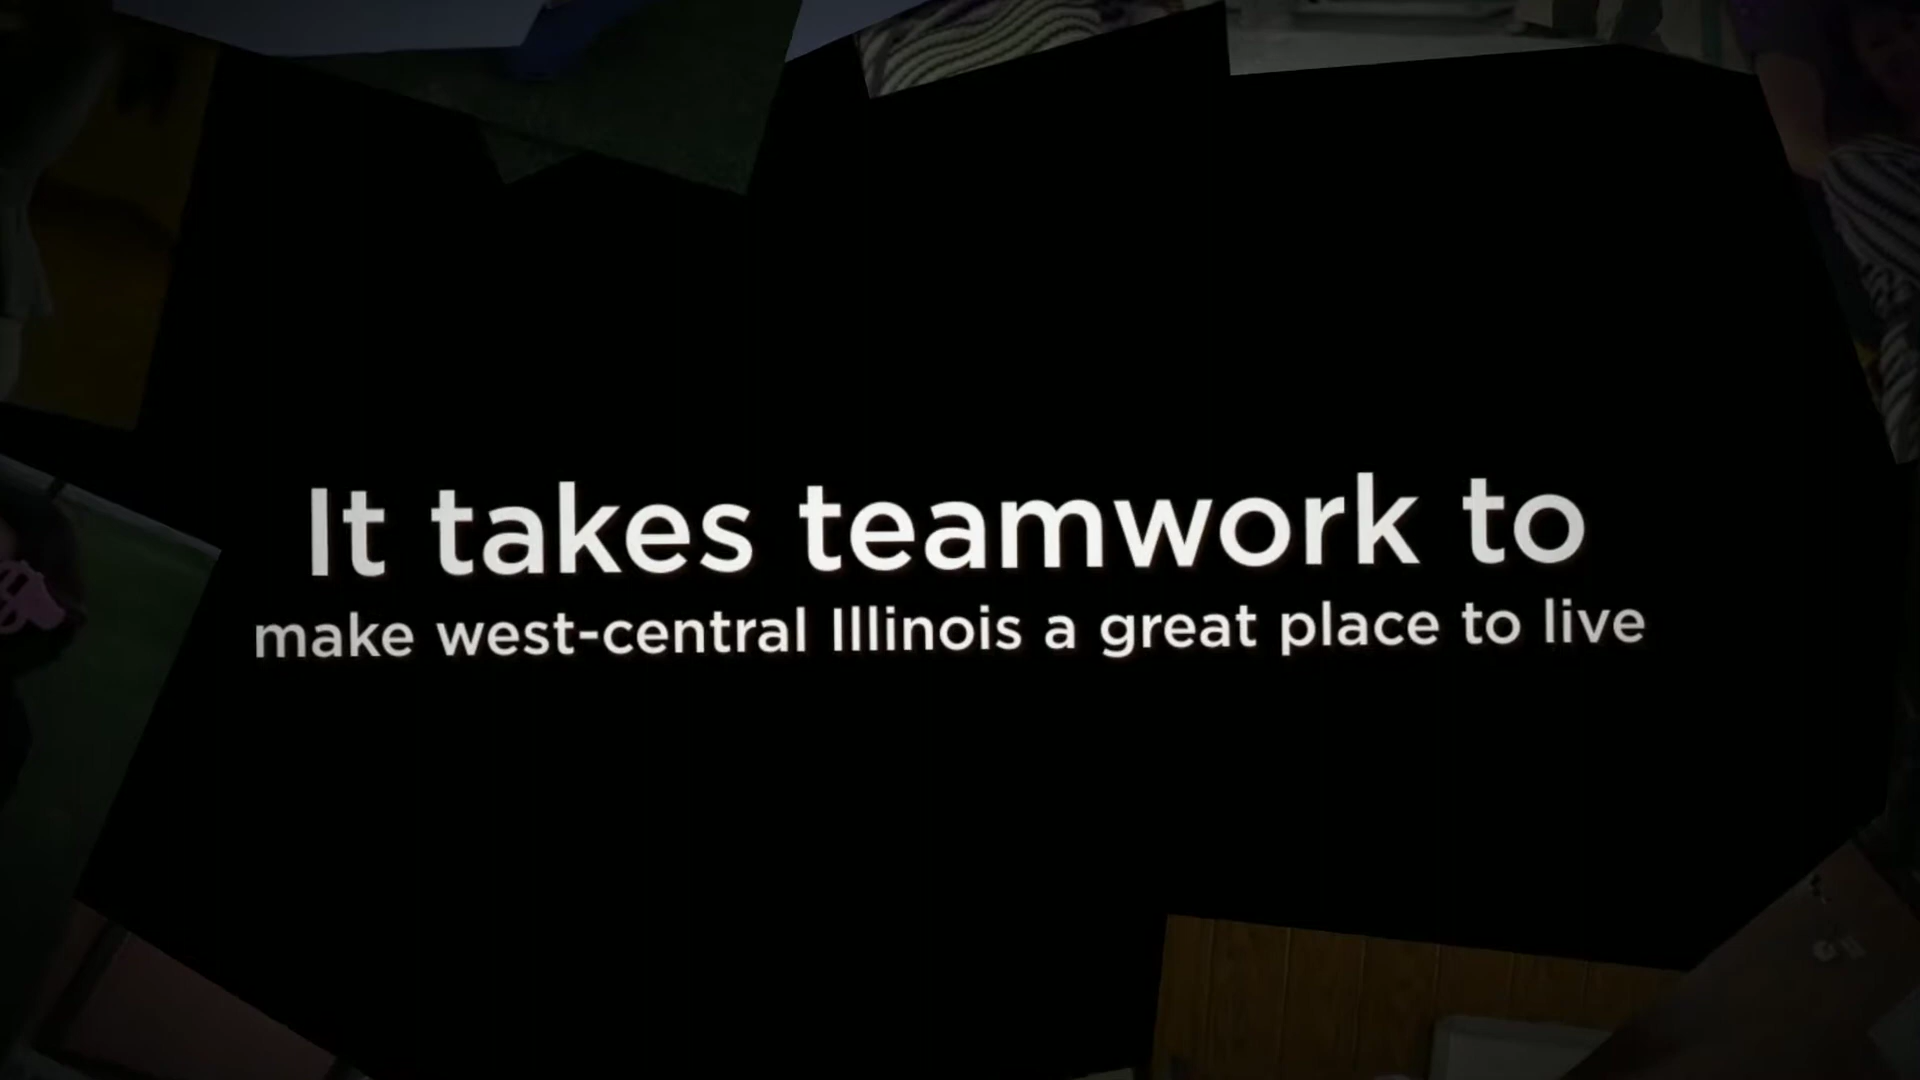 It takes teamwork to
make west-central Illinois a great place to live